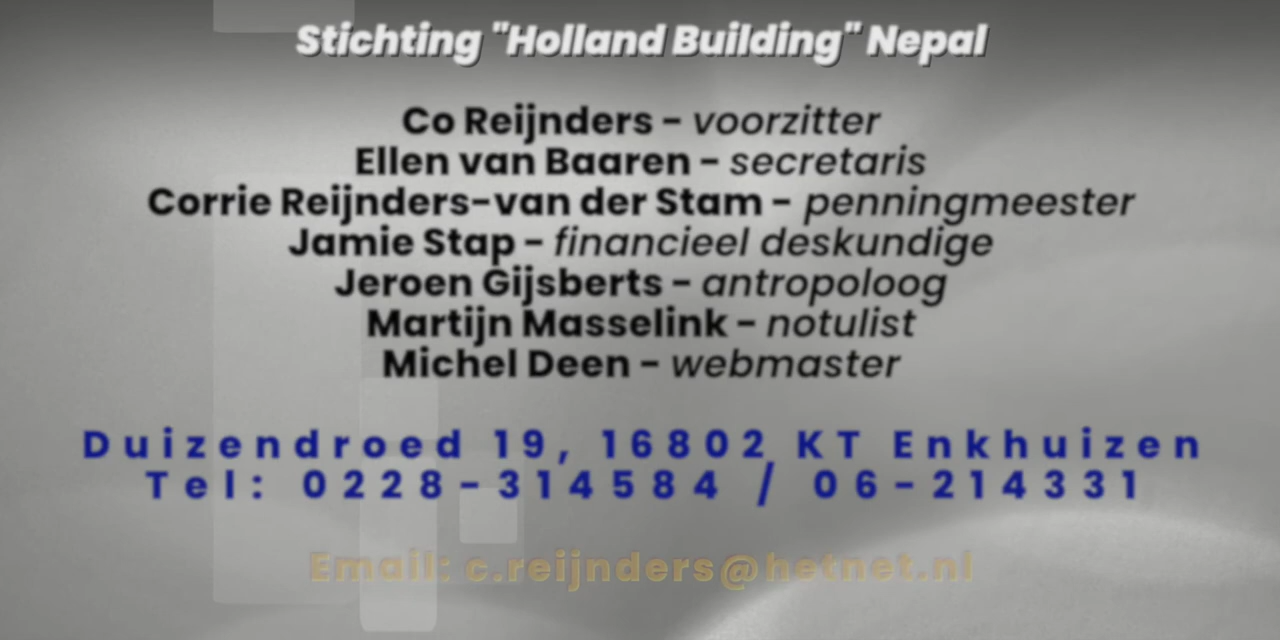 Stichting "Holland Building" Nepal
Co Reijnders - voorzitter
Ellen van Baaren - secretaris
Corrie Reijnders-van der Stam - penningmeester
Jamie Stap - financieel deskundige
Jeroen Gijsberts - antropoloog
Martijn Masselink - notulist
Michel Deen - webmaster
Duizendroed 19, 16802 KT Enkhuizen
Tel: 0228-314584 / 06-214331
Email: c.reijnders@hetnet.nl